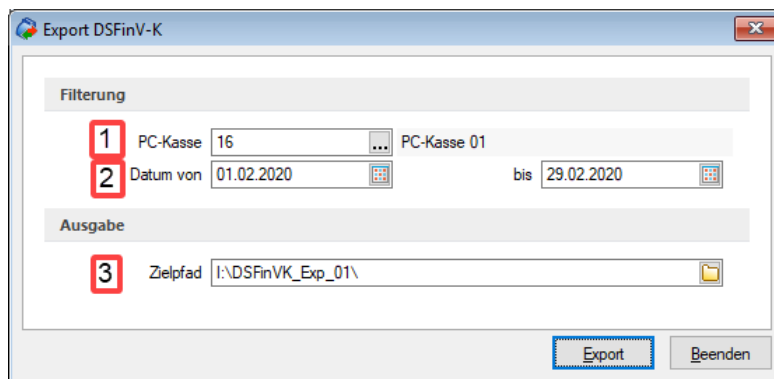 Export DSFinV-K
Filterung
1 PC-Kasse 16 ... PC-Kasse 01
2 Datum von 01.02.2020 bis 29.02.2020
Ausgabe
3 Zielpfad I:\DSFinVK_Exp_01\
Export Beenden